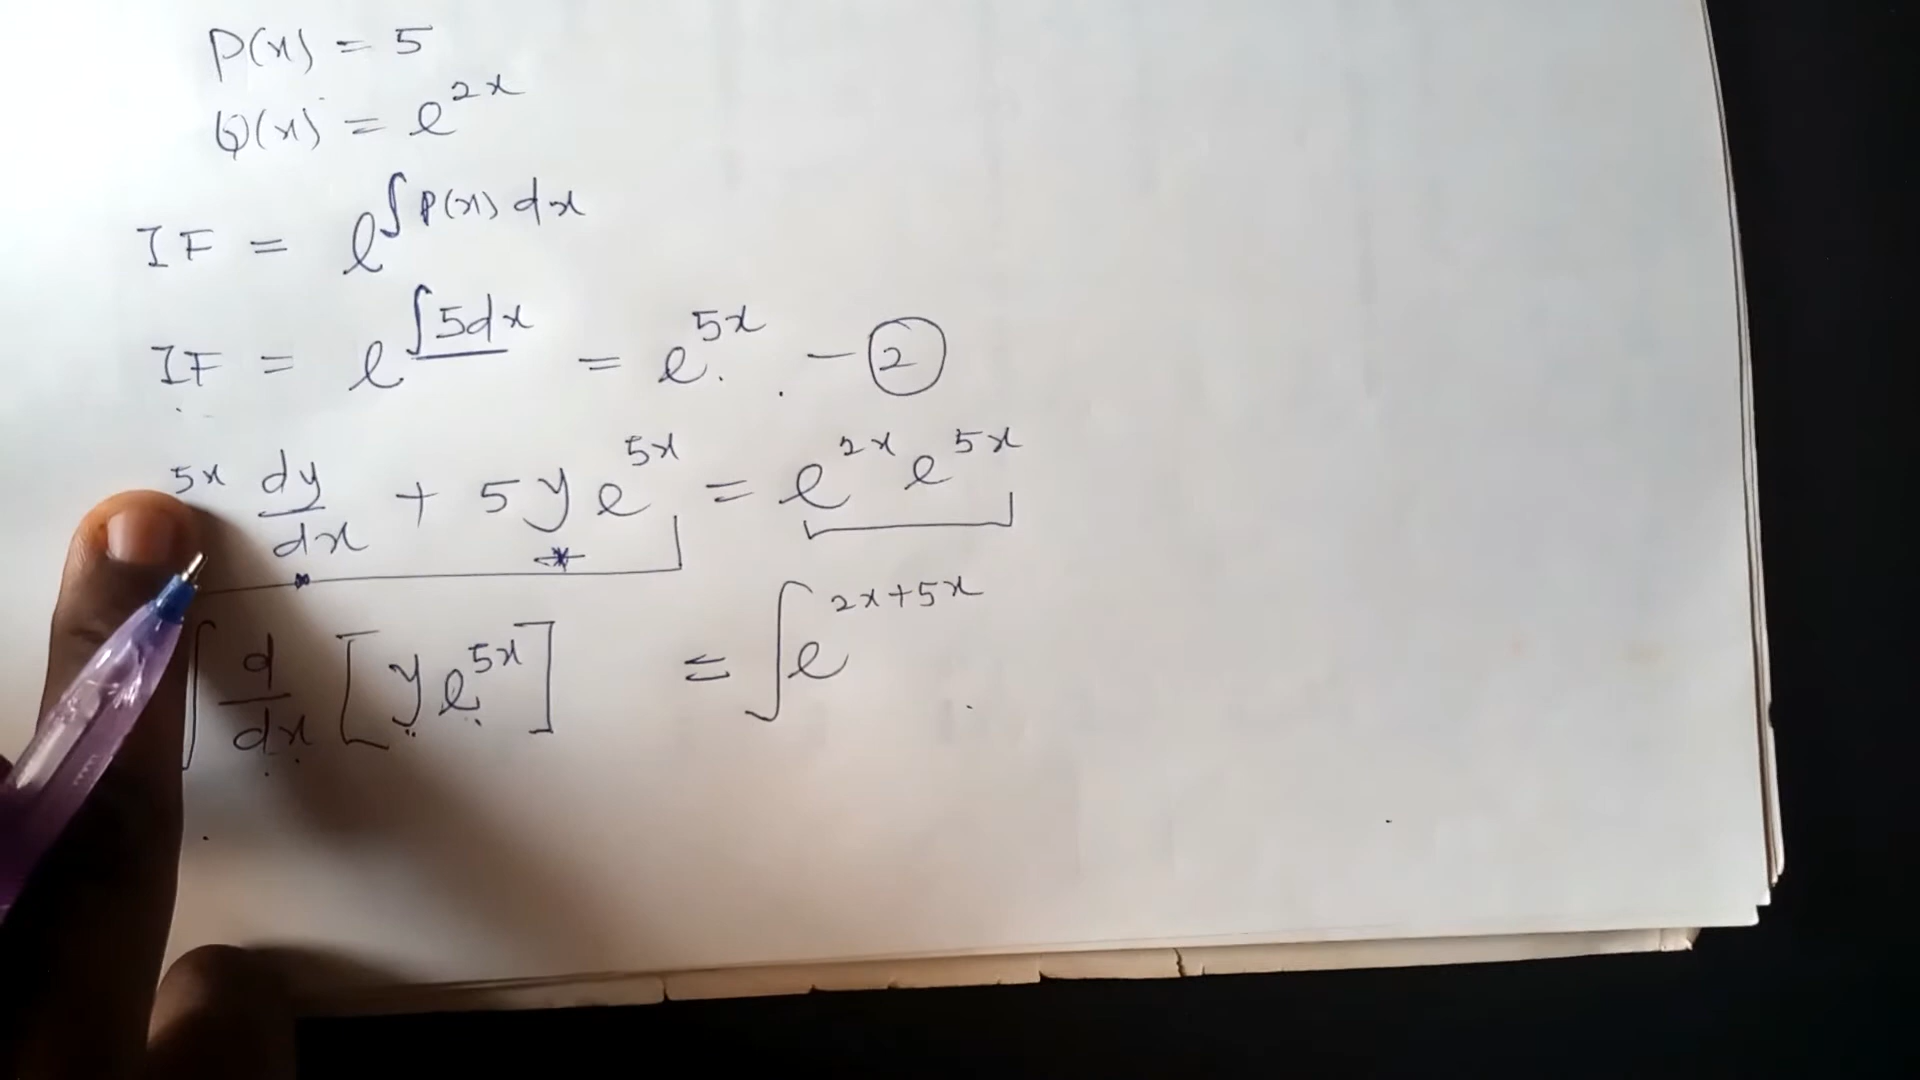 P(x) = 5
Q(x) = e^{2x}
IF = e^{∫P(x) dx}
IF = e^{∫5dx} = e^{5x} - ②
^{5x} dy/dx + 5ye^{5x} = e^{2x} e^{5x}
∫ d/dx [ye^{5x}] = ∫e^{2x+5x}